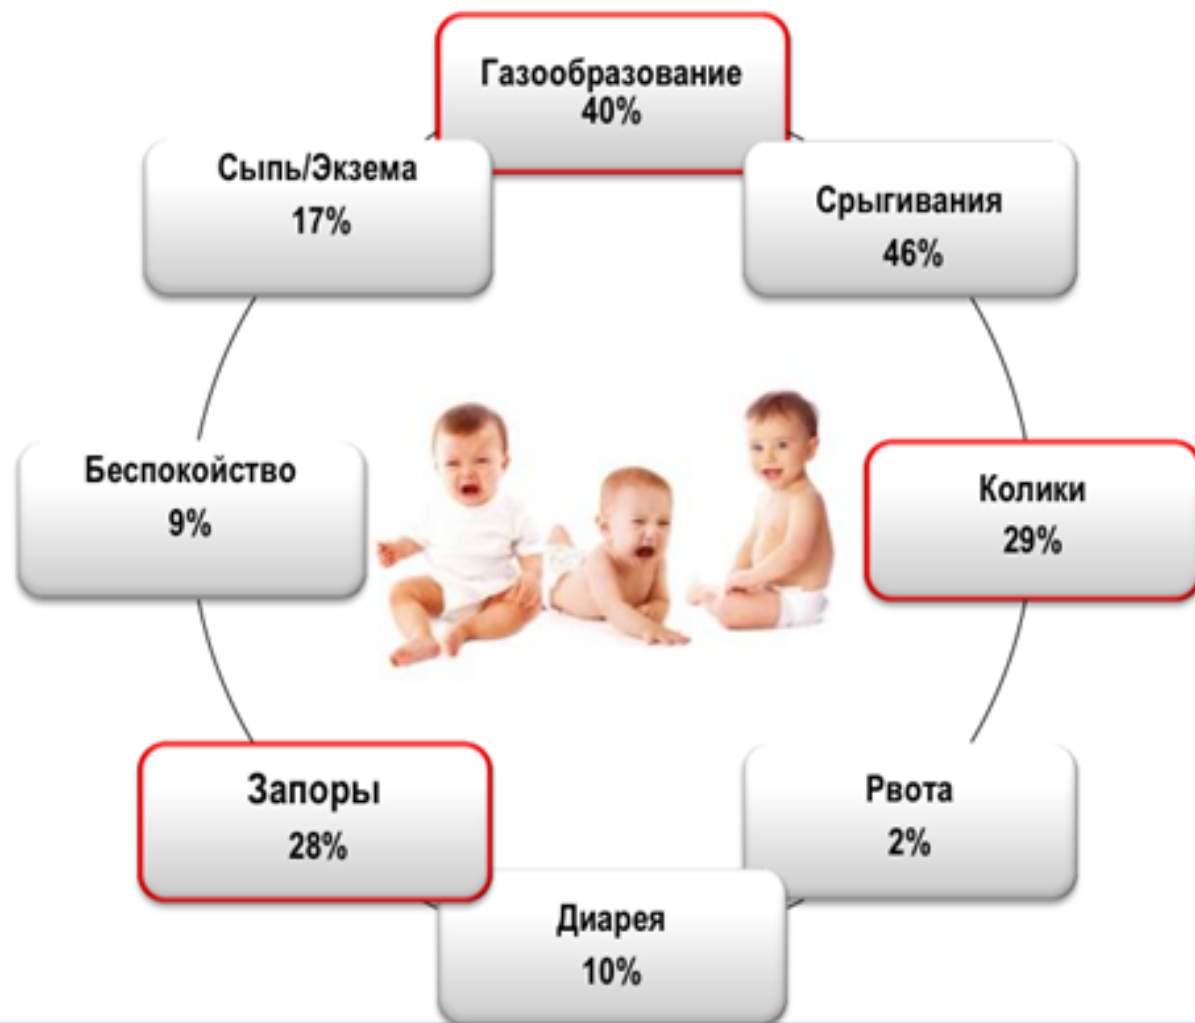 Газообразование
40%
Срыгивания
46%
Колики
29%
Рвота
2%
Диарея
10%
Запоры
28%
Беспокойство
9%
Сыпь/Экзема
17%